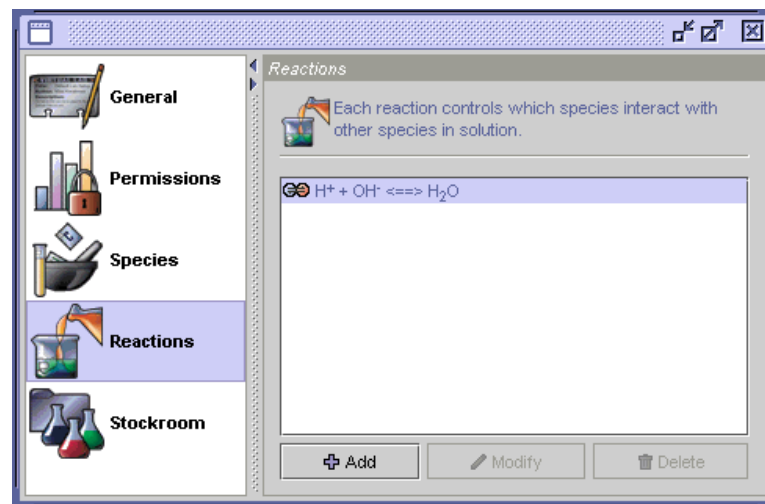 General
Permissions
Species
Reactions
Stockroom
Reactions
Each reaction controls which species interact with
other species in solution.
H⁺ + OH⁻ <==> H₂O
Add
Modify
Delete